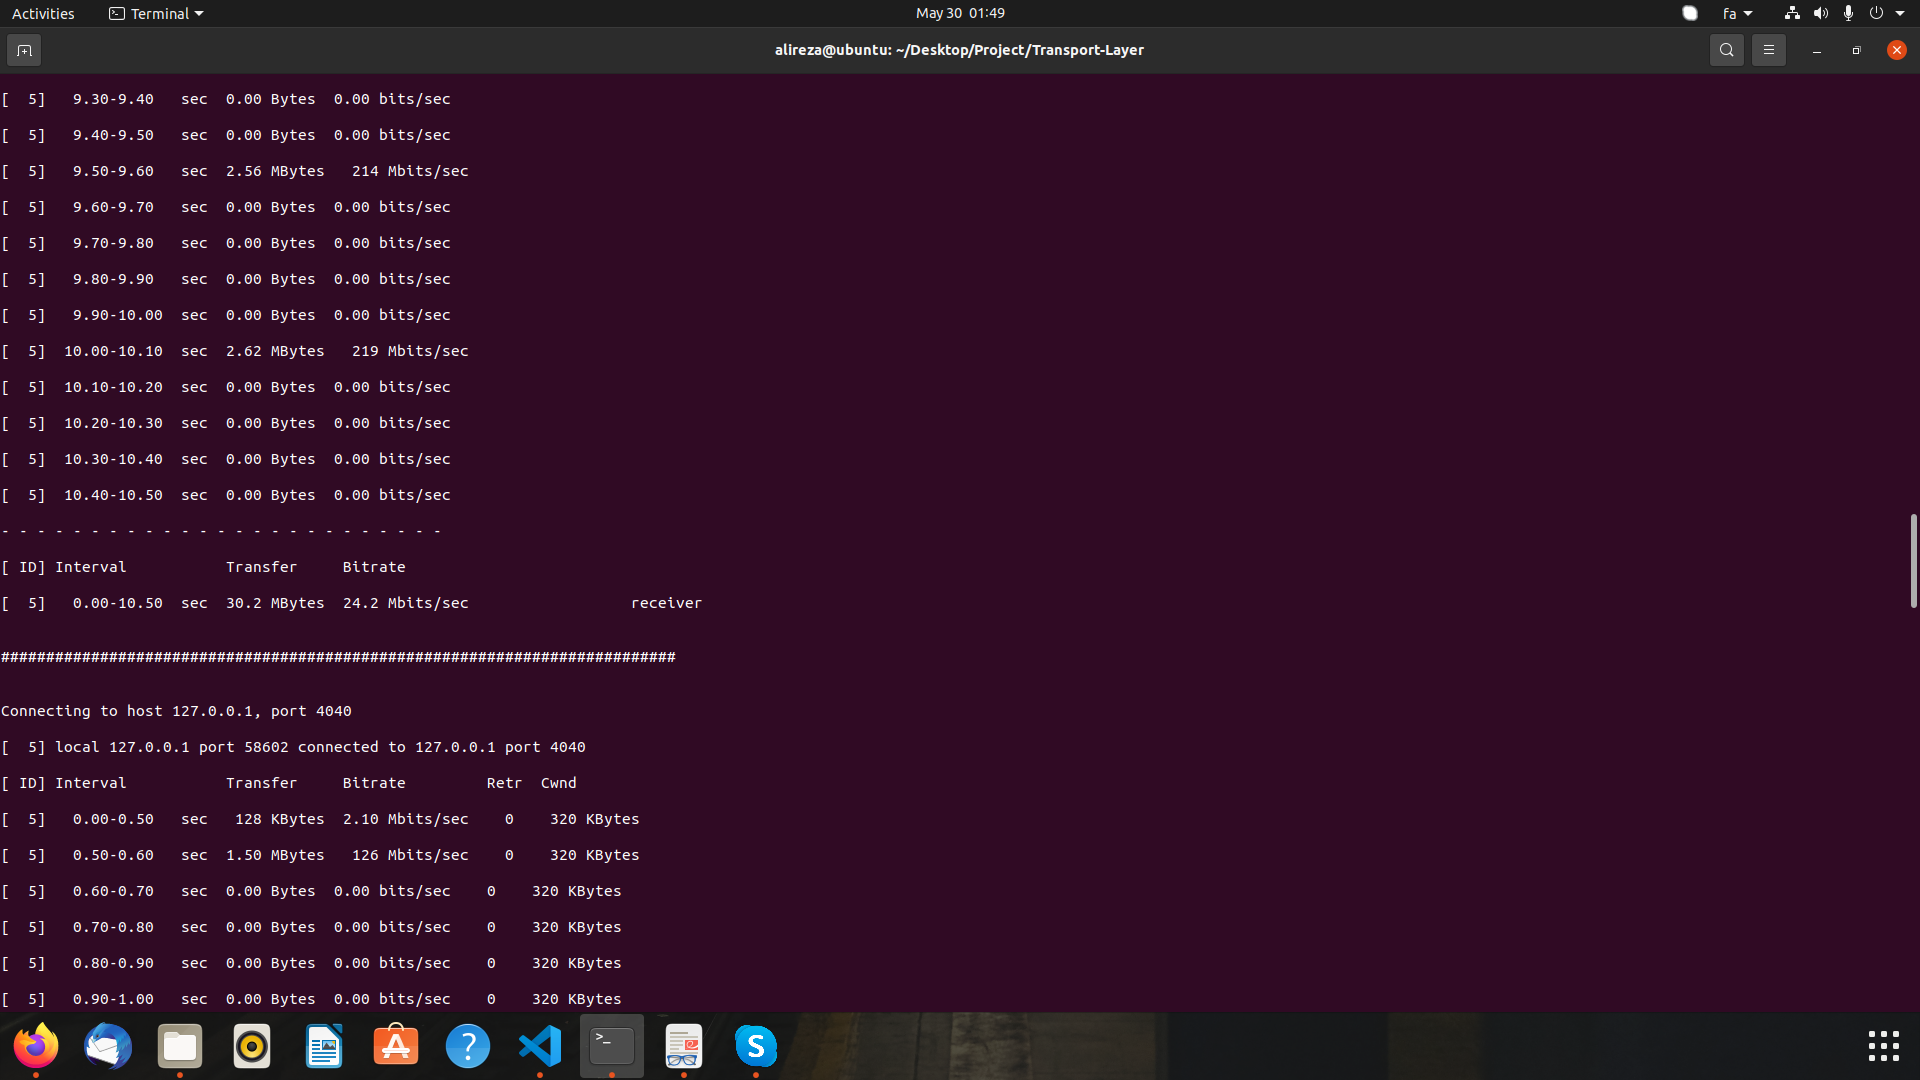 Activities Terminal May 30 01:49 fa
alireza@ubuntu: ~/Desktop/Project/Transport-Layer
[  5]   9.30-9.40   sec  0.00 Bytes  0.00 bits/sec
[  5]   9.40-9.50   sec  0.00 Bytes  0.00 bits/sec
[  5]   9.50-9.60   sec  2.56 MBytes   214 Mbits/sec
[  5]   9.60-9.70   sec  0.00 Bytes  0.00 bits/sec
[  5]   9.70-9.80   sec  0.00 Bytes  0.00 bits/sec
[  5]   9.80-9.90   sec  0.00 Bytes  0.00 bits/sec
[  5]   9.90-10.00  sec  0.00 Bytes  0.00 bits/sec
[  5]  10.00-10.10  sec  2.62 MBytes   219 Mbits/sec
[  5]  10.10-10.20  sec  0.00 Bytes  0.00 bits/sec
[  5]  10.20-10.30  sec  0.00 Bytes  0.00 bits/sec
[  5]  10.30-10.40  sec  0.00 Bytes  0.00 bits/sec
[  5]  10.40-10.50  sec  0.00 Bytes  0.00 bits/sec
- - - - - - - - - - - - - - - - - - - - - - - - -
[ ID] Interval           Transfer     Bitrate
[  5]   0.00-10.50  sec  30.2 MBytes  24.2 Mbits/sec                  receiver
###########################################################################
Connecting to host 127.0.0.1, port 4040
[  5] local 127.0.0.1 port 58602 connected to 127.0.0.1 port 4040
[ ID] Interval           Transfer     Bitrate         Retr  Cwnd
[  5]   0.00-0.50   sec   128 KBytes  2.10 Mbits/sec    0    320 KBytes
[  5]   0.50-0.60   sec  1.50 MBytes   126 Mbits/sec    0    320 KBytes
[  5]   0.60-0.70   sec  0.00 Bytes  0.00 bits/sec    0    320 KBytes
[  5]   0.70-0.80   sec  0.00 Bytes  0.00 bits/sec    0    320 KBytes
[  5]   0.80-0.90   sec  0.00 Bytes  0.00 bits/sec    0    320 KBytes
[  5]   0.90-1.00   sec  0.00 Bytes  0.00 bits/sec    0    320 KBytes